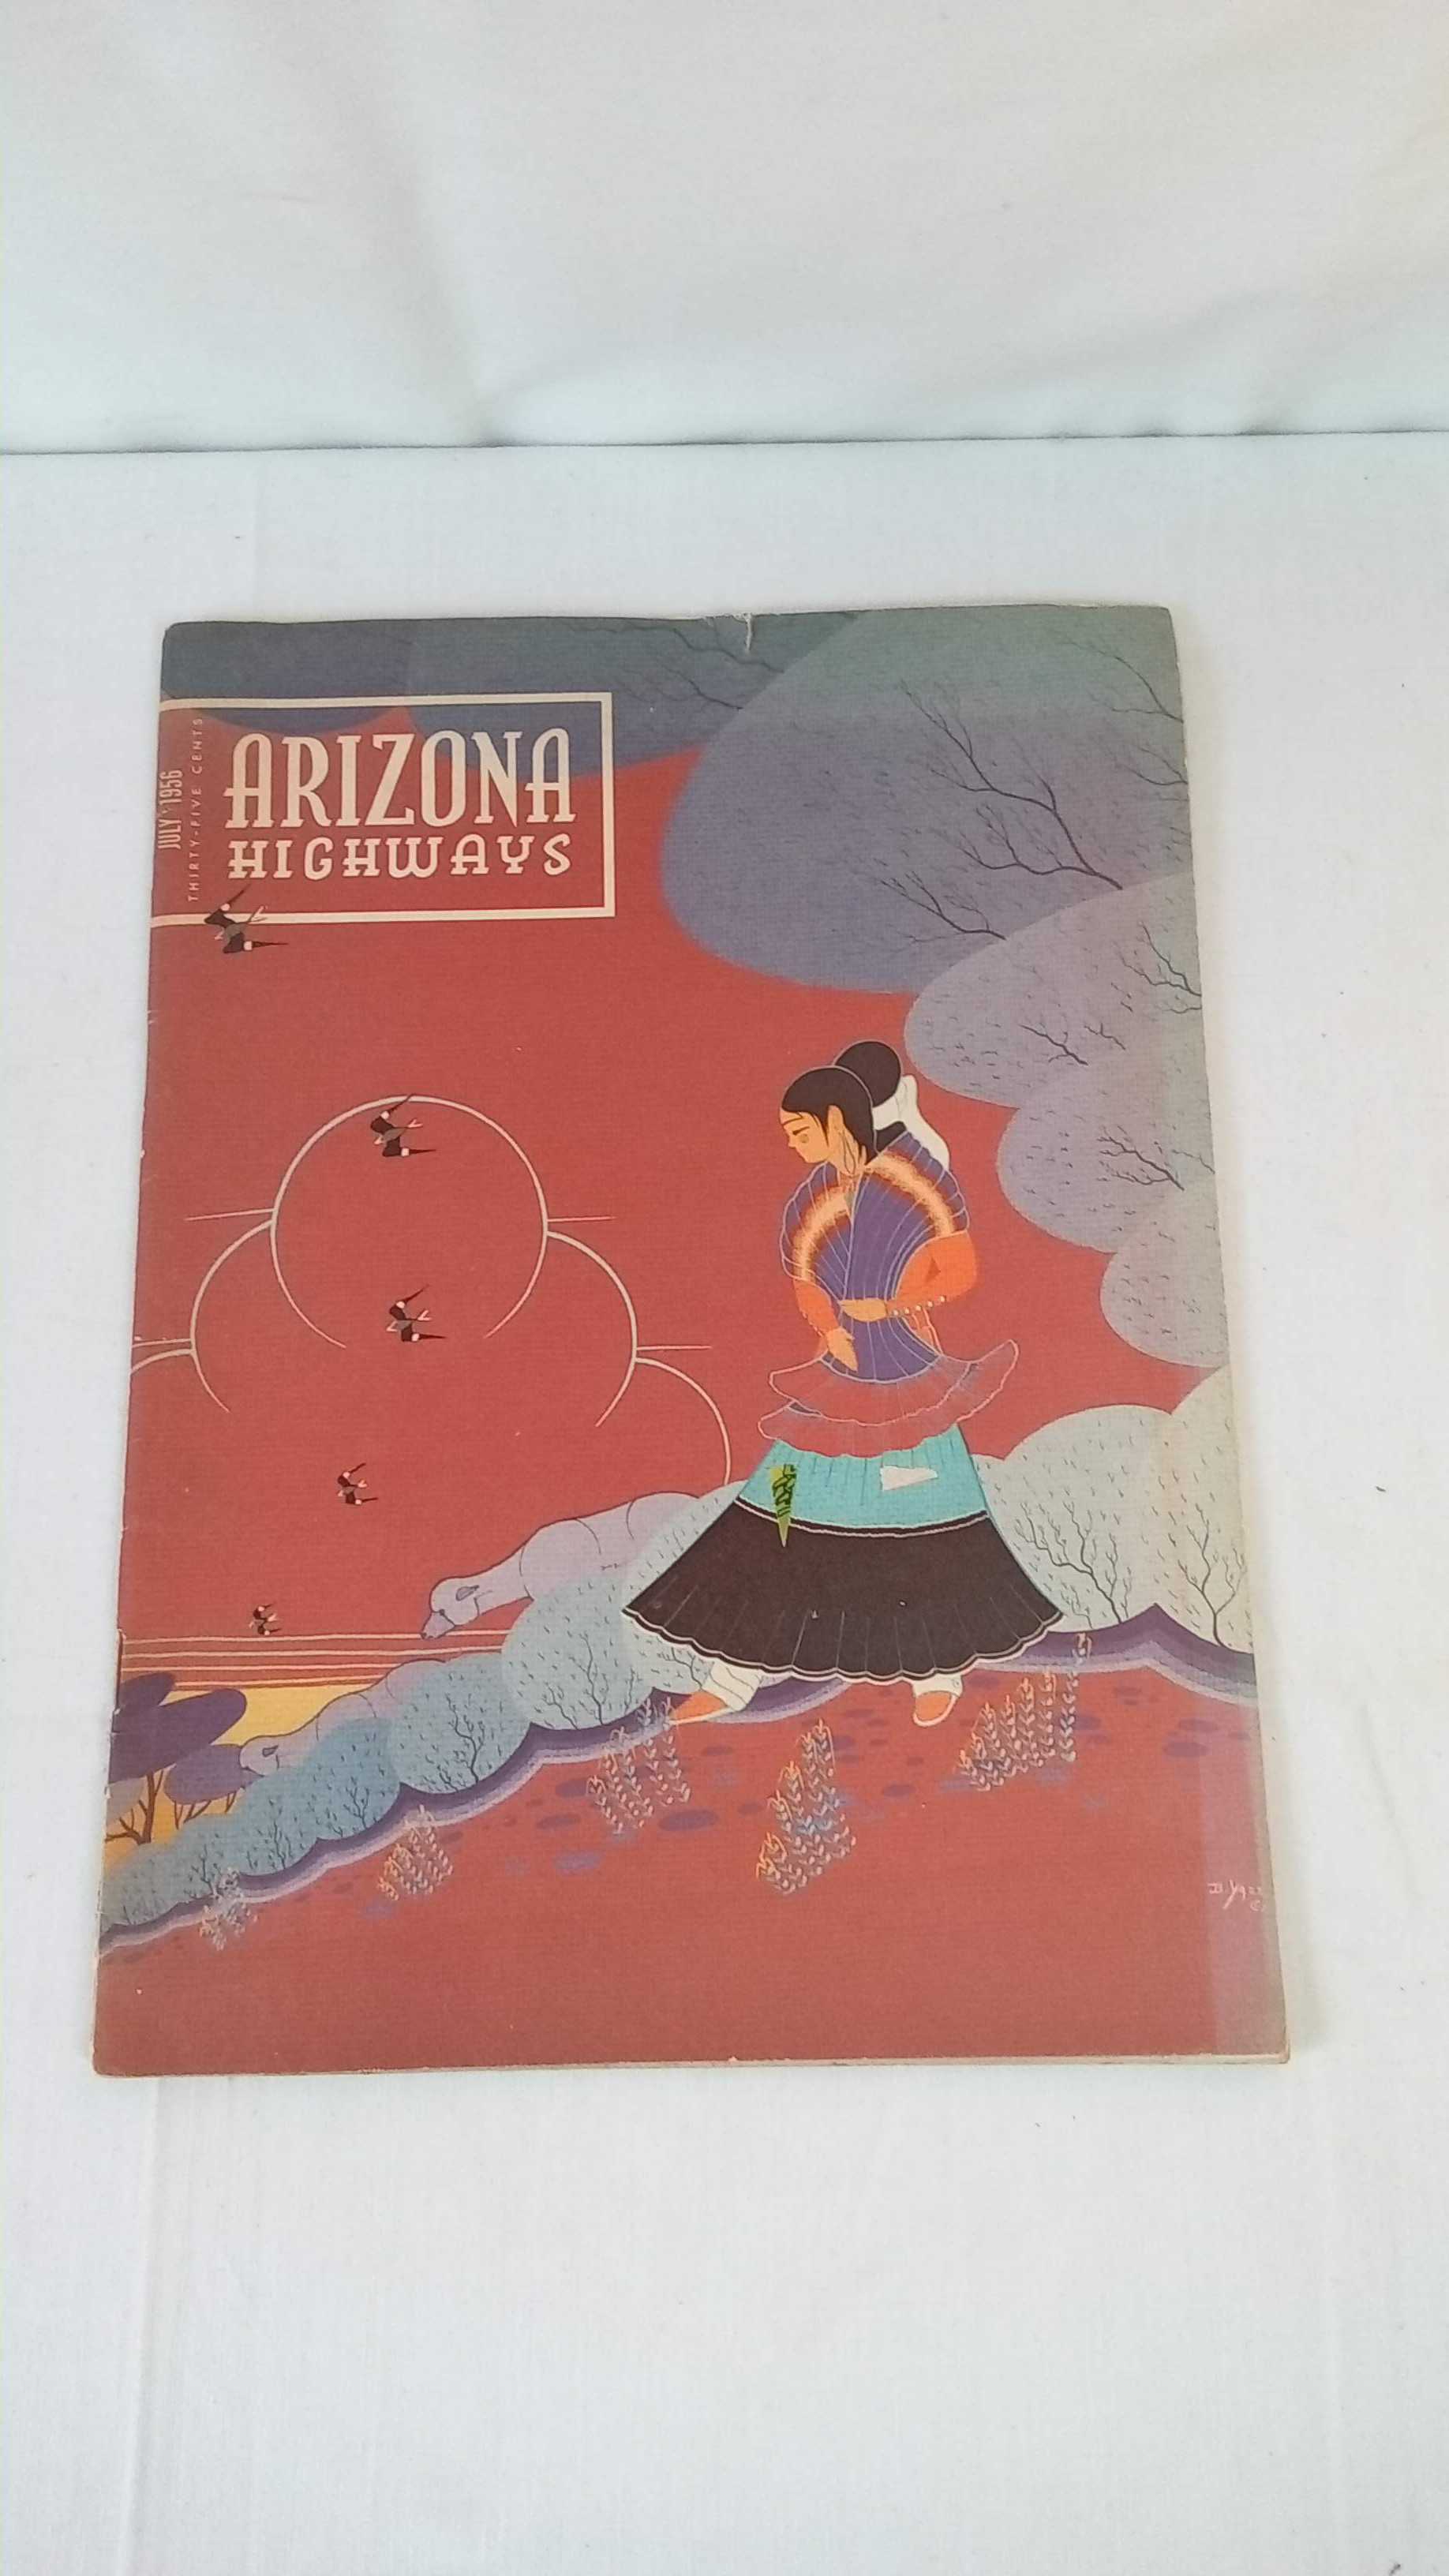 JULY • 1956
THIRTY-FIVE CENTS
ARIZONA
HIGHWAYS